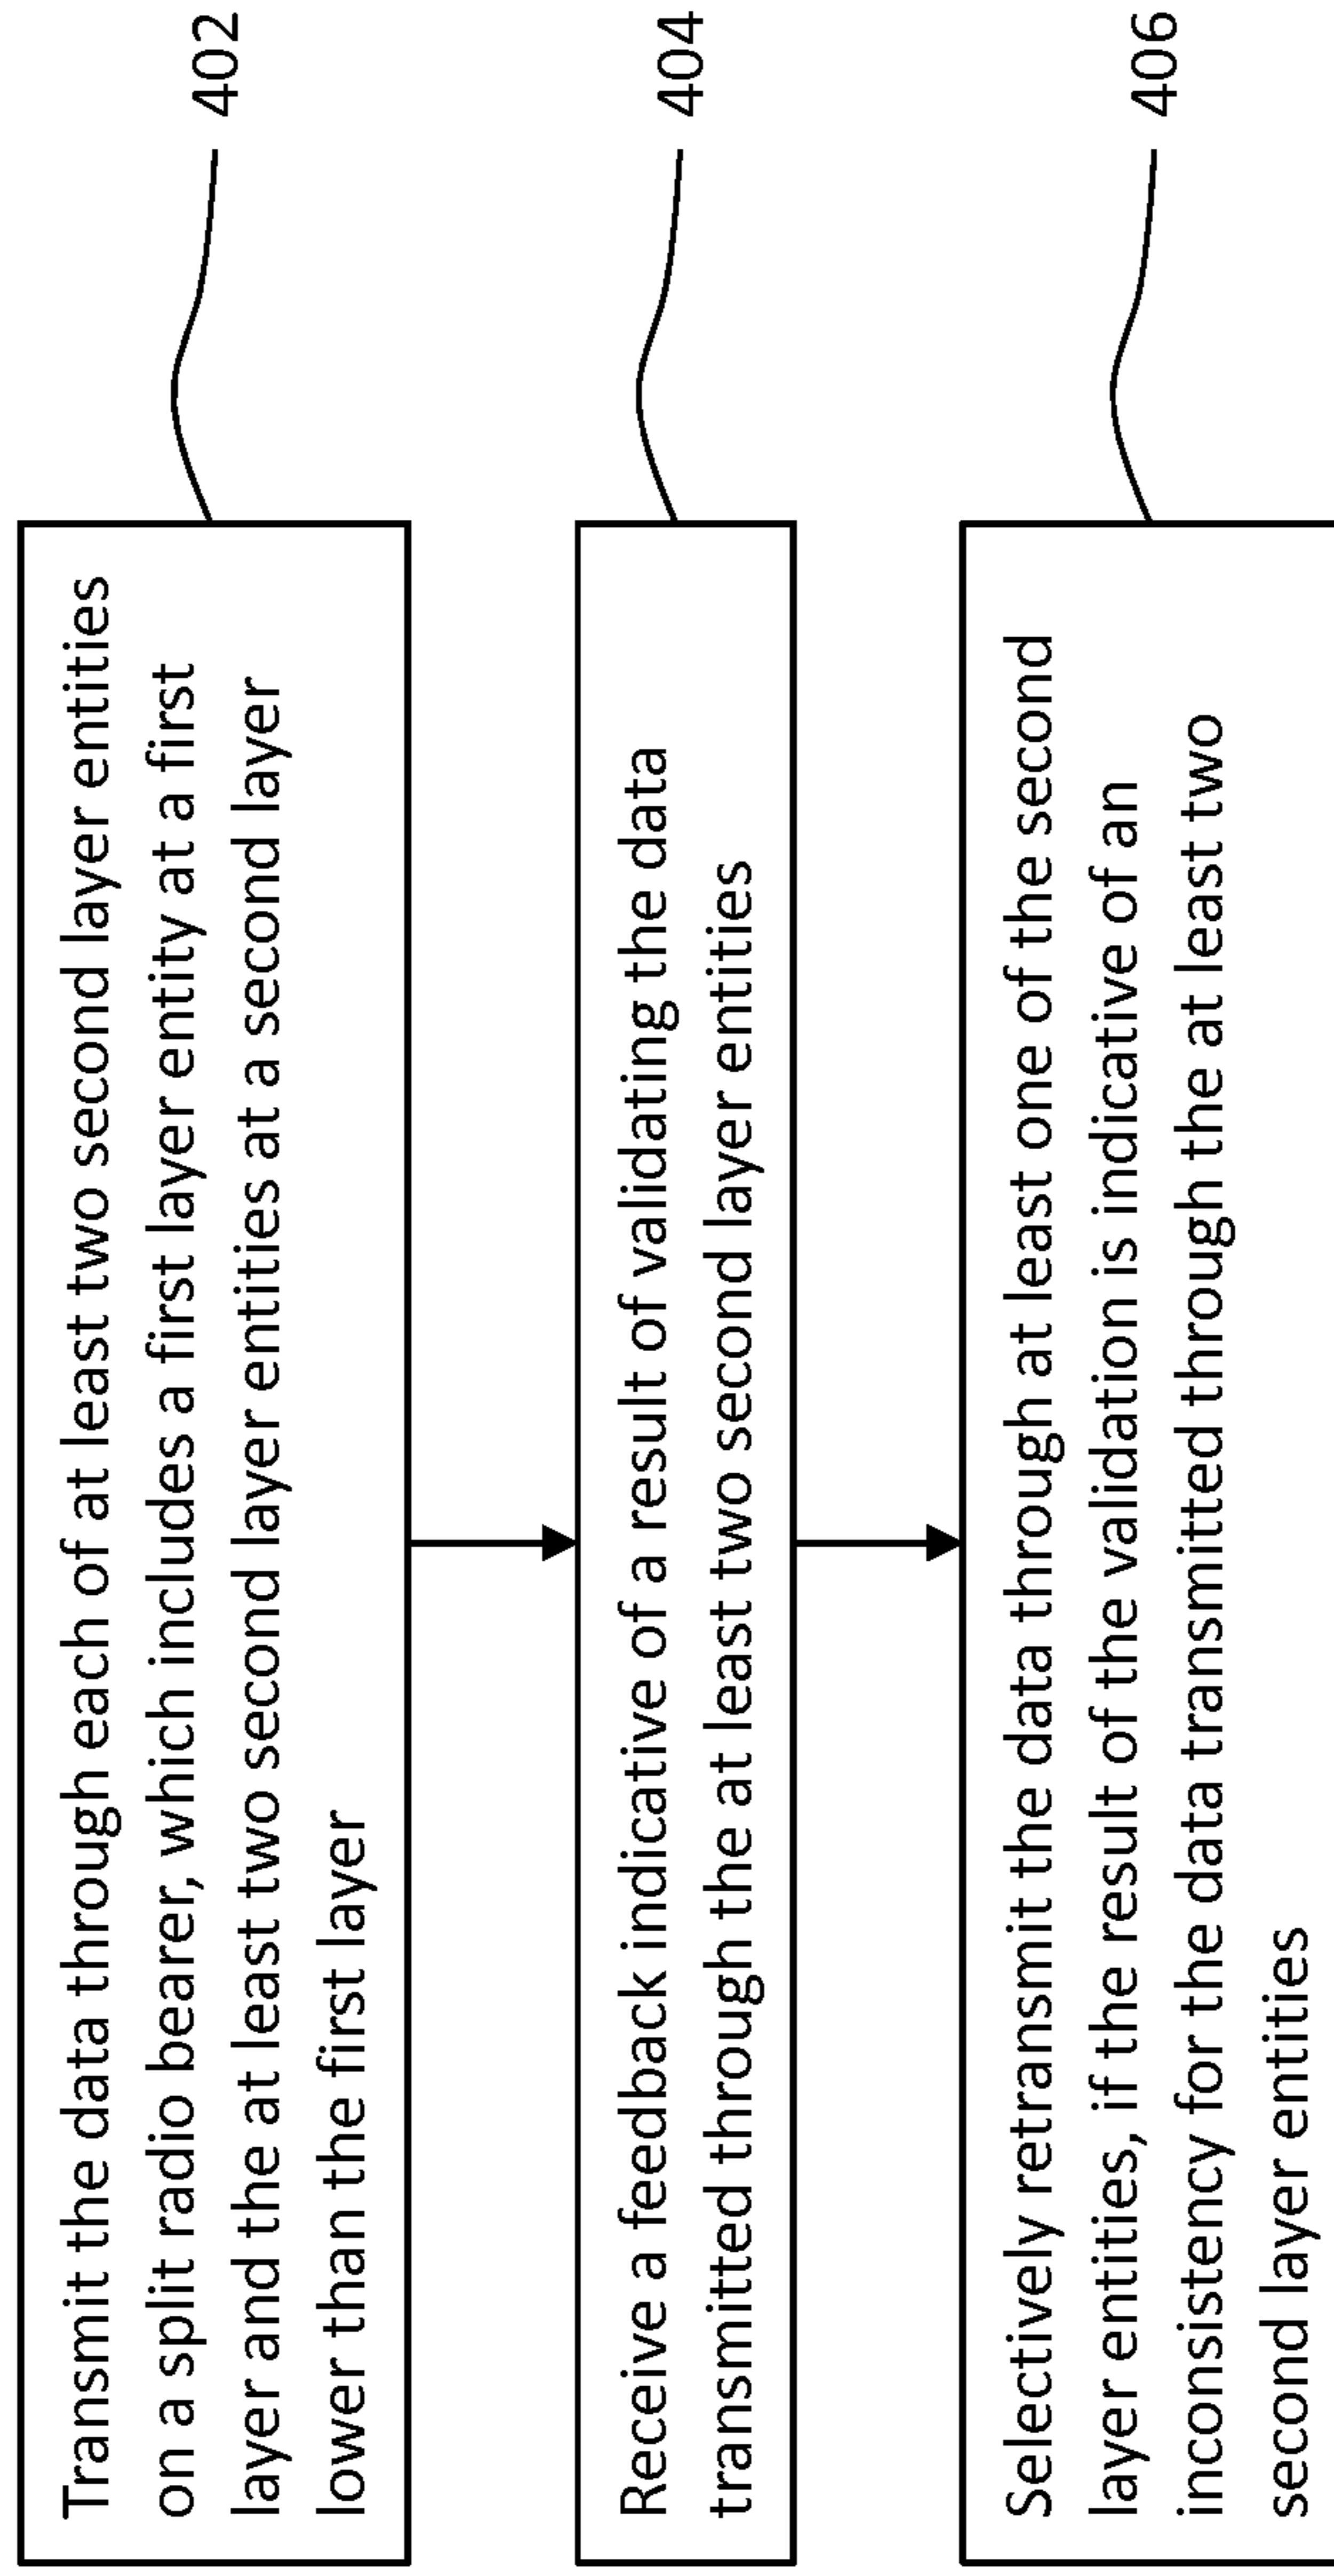 Transmit the data through each of at least two second layer entities
on a split radio bearer, which includes a first layer entity at a first
layer and the at least two second layer entities at a second layer
lower than the first layer
402
Receive a feedback indicative of a result of validating the data
transmitted through the at least two second layer entities
404
Selectively retransmit the data through at least one of the second
layer entities, if the result of the validation is indicative of an
inconsistency for the data transmitted through the at least two
second layer entities
406